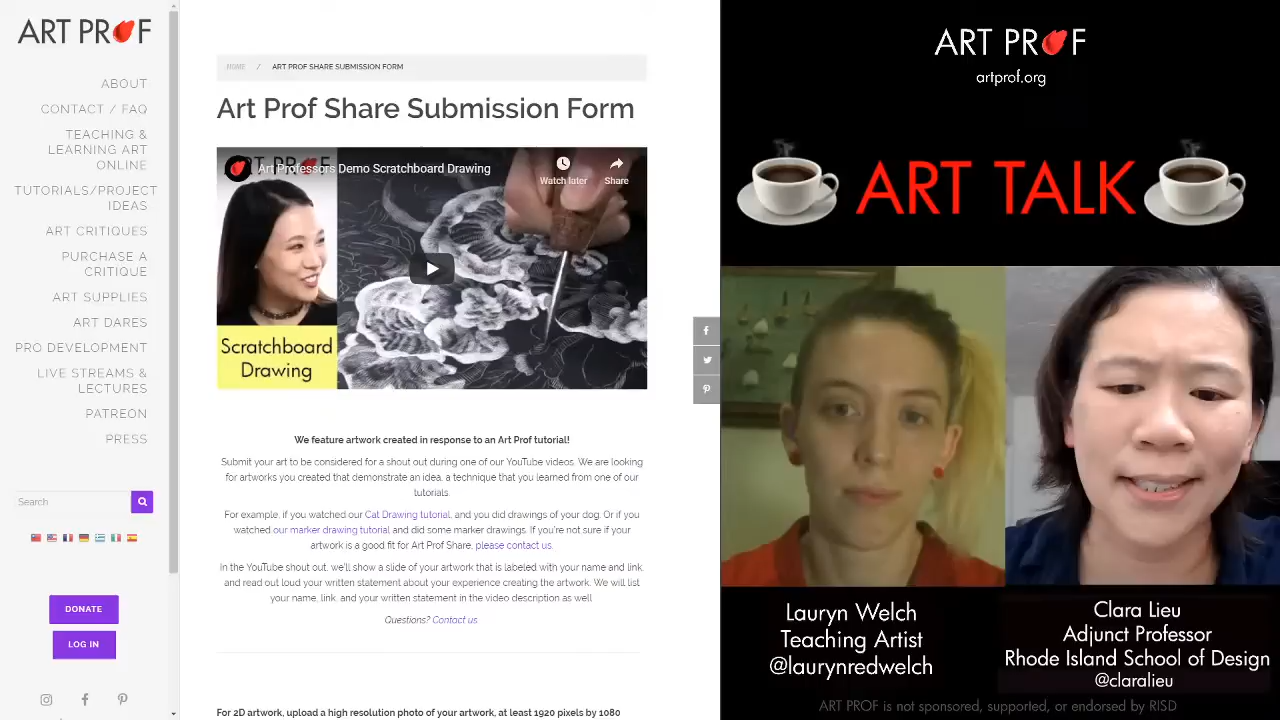 ART PROF
ABOUT
CONTACT / FAQ
TEACHING &
LEARNING ART
ONLINE
TUTORIALS/PROJECT
IDEAS
ART CRITIQUES
PURCHASE A
CRITIQUE
ART SUPPLIES
ART DARES
PRO DEVELOPMENT
LIVE STREAMS &
LECTURES
PATREON
PRESS
Search
DONATE
LOG IN
HOME / ART PROF SHARE SUBMISSION FORM
Art Prof Share Submission Form
Art Professors Demo Scratchboard Drawing
Watch later
Share
Scratchboard
Drawing
We feature artwork created in response to an Art Prof tutorial!
Submit your art to be considered for a shout out during one of our YouTube videos. We are looking
for artworks you created that demonstrate an idea, a technique that you learned from one of our
tutorials.
For example, if you watched our Cat Drawing tutorial, and you did drawings of your dog. Or if you
watched our marker drawing tutorial and did some marker drawings. If you're not sure if your
artwork is a good fit for Art Prof Share, please contact us.
In the YouTube shout out, we'll show a slide of your artwork that is labeled with your name and link,
and read out loud your written statement about your experience creating the artwork. We will list
your name, link, and your written statement in the video description as well
Questions? Contact us
For 2D artwork, upload a high resolution photo of your artwork, at least 1920 pixels by 1080
ART PROF
artprof.org
ART TALK
Lauryn Welch
Teaching Artist
@laurynredwelch
Clara Lieu
Adjunct Professor
Rhode Island School of Design
@claralieu
ART PROF is not sponsored, supported, or endorsed by RISD